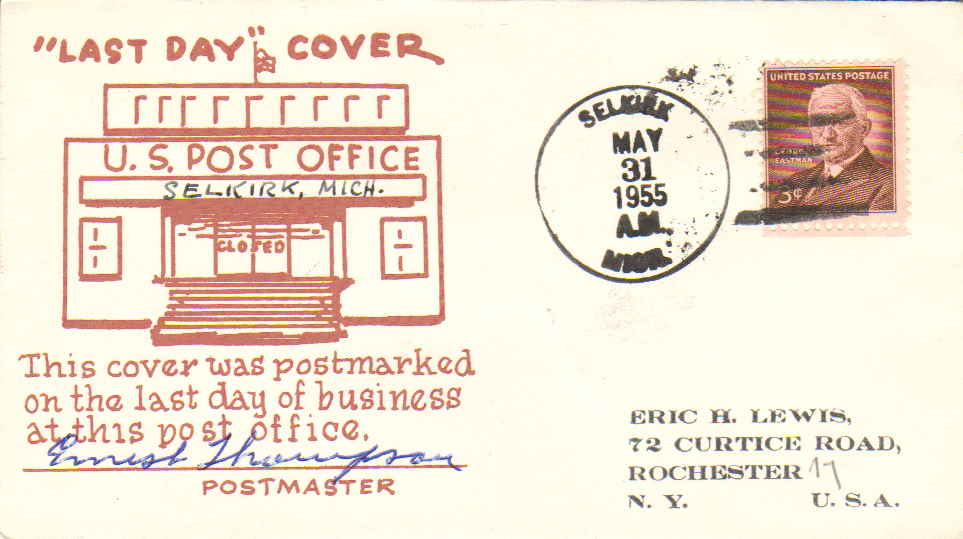 "LAST DAY" COVER
U.S. POST OFFICE
SELKIRK, MICH.
CLOSED
This cover was postmarked
on the last day of business
at this post office.
Ernest Thompson
POSTMASTER
SELKIRK
MAY
31
1955
A.M.
MICH.
UNITED STATES POSTAGE
GEORGE
EASTMAN
3¢
ERIC H. LEWIS,
72 CURTICE ROAD,
ROCHESTER 17
N. Y. U. S. A.